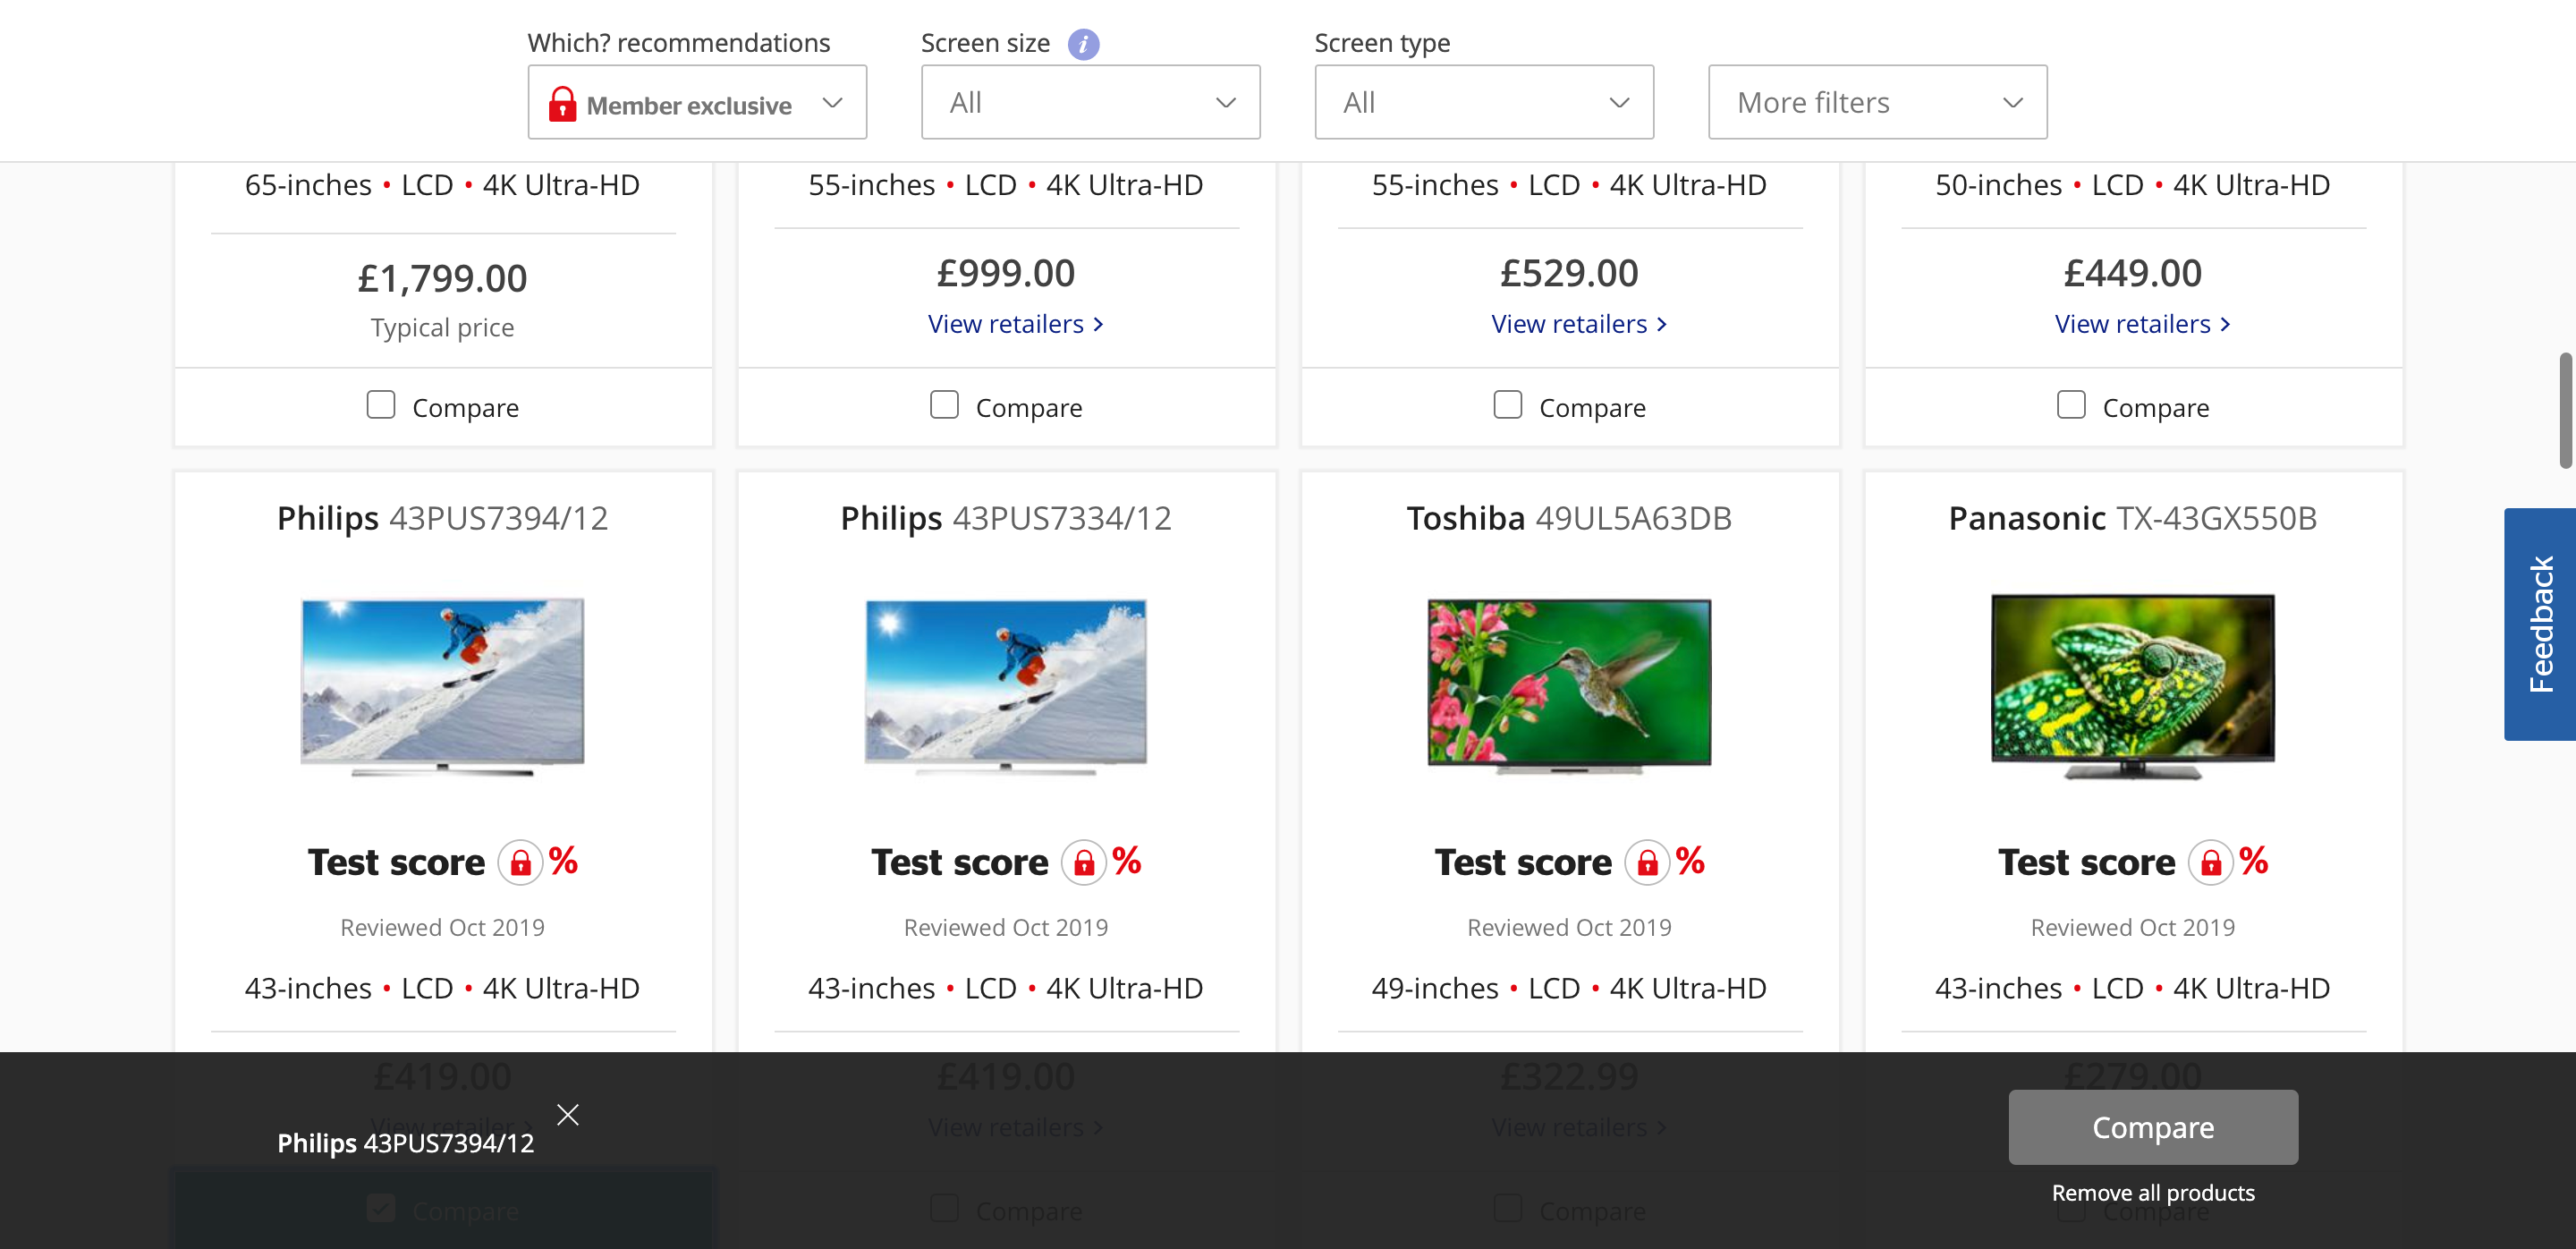 Which? recommendations
Screen size i
Screen type
Member exclusive
All
All
More filters
65-inches • LCD • 4K Ultra-HD
55-inches • LCD • 4K Ultra-HD
55-inches • LCD • 4K Ultra-HD
50-inches • LCD • 4K Ultra-HD
£1,799.00
£999.00
£529.00
£449.00
Typical price
View retailers >
View retailers >
View retailers >
Compare
Compare
Compare
Compare
Philips 43PUS7394/12
Philips 43PUS7334/12
Toshiba 49UL5A63DB
Panasonic TX-43GX550B
Feedback
Test score %
Test score %
Test score %
Test score %
Reviewed Oct 2019
Reviewed Oct 2019
Reviewed Oct 2019
Reviewed Oct 2019
43-inches • LCD • 4K Ultra-HD
43-inches • LCD • 4K Ultra-HD
49-inches • LCD • 4K Ultra-HD
43-inches • LCD • 4K Ultra-HD
£419.00
£419.00
£322.99
£279.00
View retailer >
View retailers >
View retailers >
Philips 43PUS7394/12
Compare
Remove all products
Compare
Compare
Compare
Compare